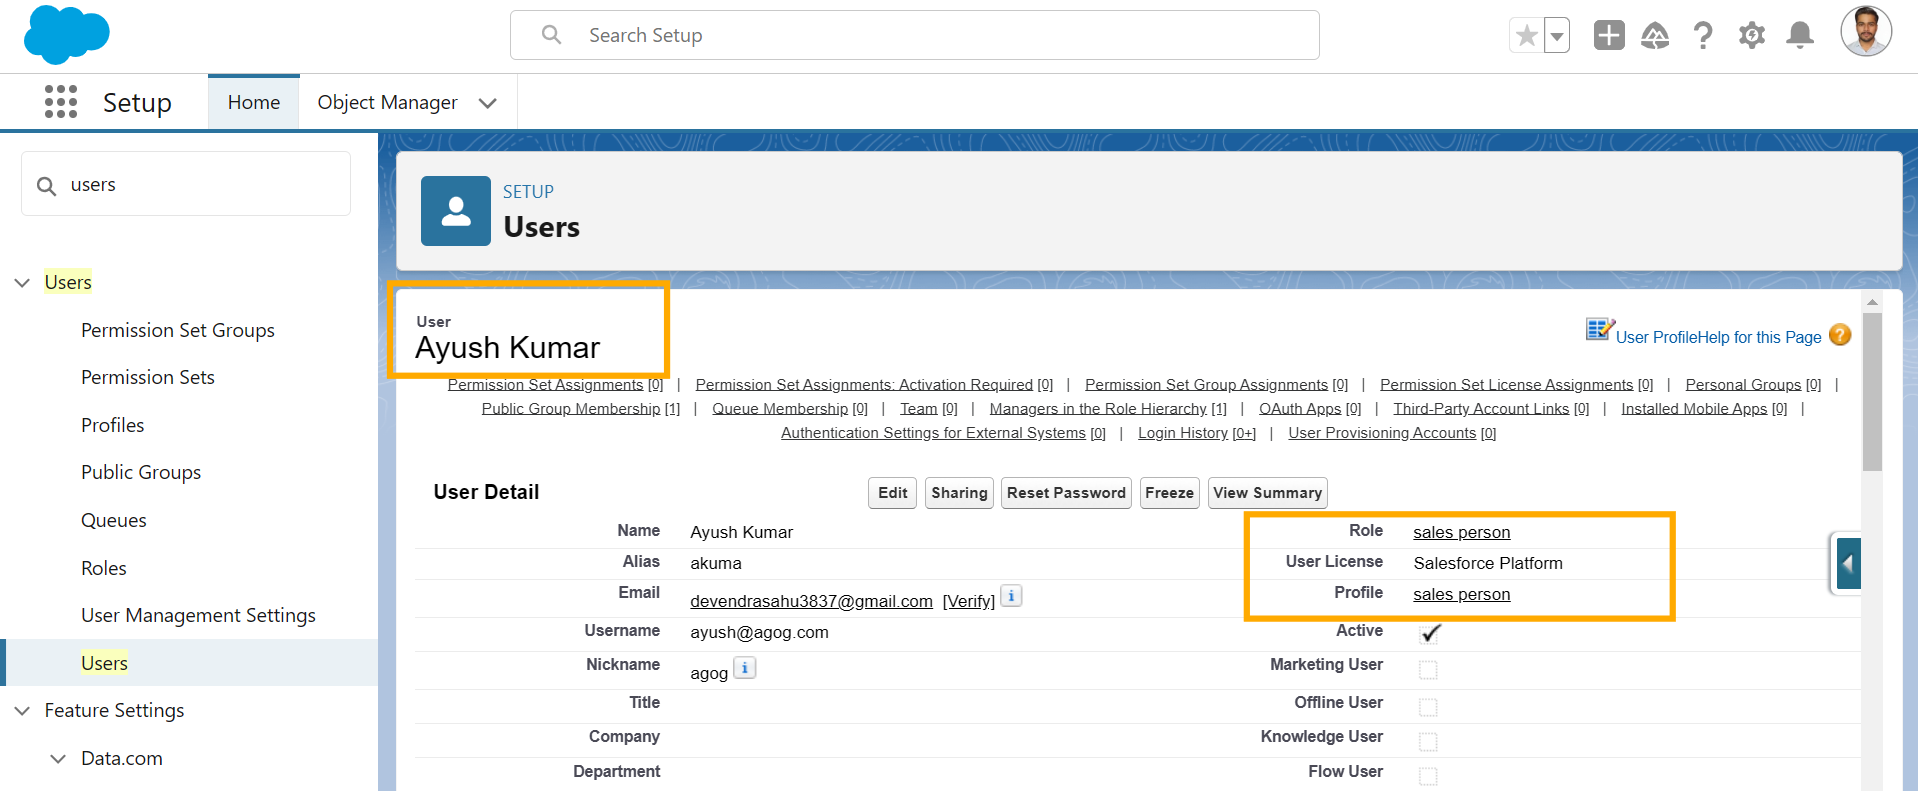 Search Setup
Setup
Home
Object Manager
users
Users
Permission Set Groups
Permission Sets
Profiles
Public Groups
Queues
Roles
User Management Settings
Users
Feature Settings
Data.com
SETUP
Users
User
Ayush Kumar
User ProfileHelp for this Page
Permission Set Assignments [0] | Permission Set Assignments: Activation Required [0] | Permission Set Group Assignments [0] | Permission Set License Assignments [0] | Personal Groups [0] |
Public Group Membership [1] | Queue Membership [0] | Team [0] | Managers in the Role Hierarchy [1] | OAuth Apps [0] | Third-Party Account Links [0] | Installed Mobile Apps [0] |
Authentication Settings for External Systems [0] | Login History [0+] | User Provisioning Accounts [0]
User Detail
Edit Sharing Reset Password Freeze View Summary
Name Ayush Kumar Role sales person
Alias akuma User License Salesforce Platform
Email devendrasahu3837@gmail.com [Verify] i Profile sales person
Username ayush@agog.com Active
Nickname agog i Marketing User
Title Offline User
Company Knowledge User
Department Flow User